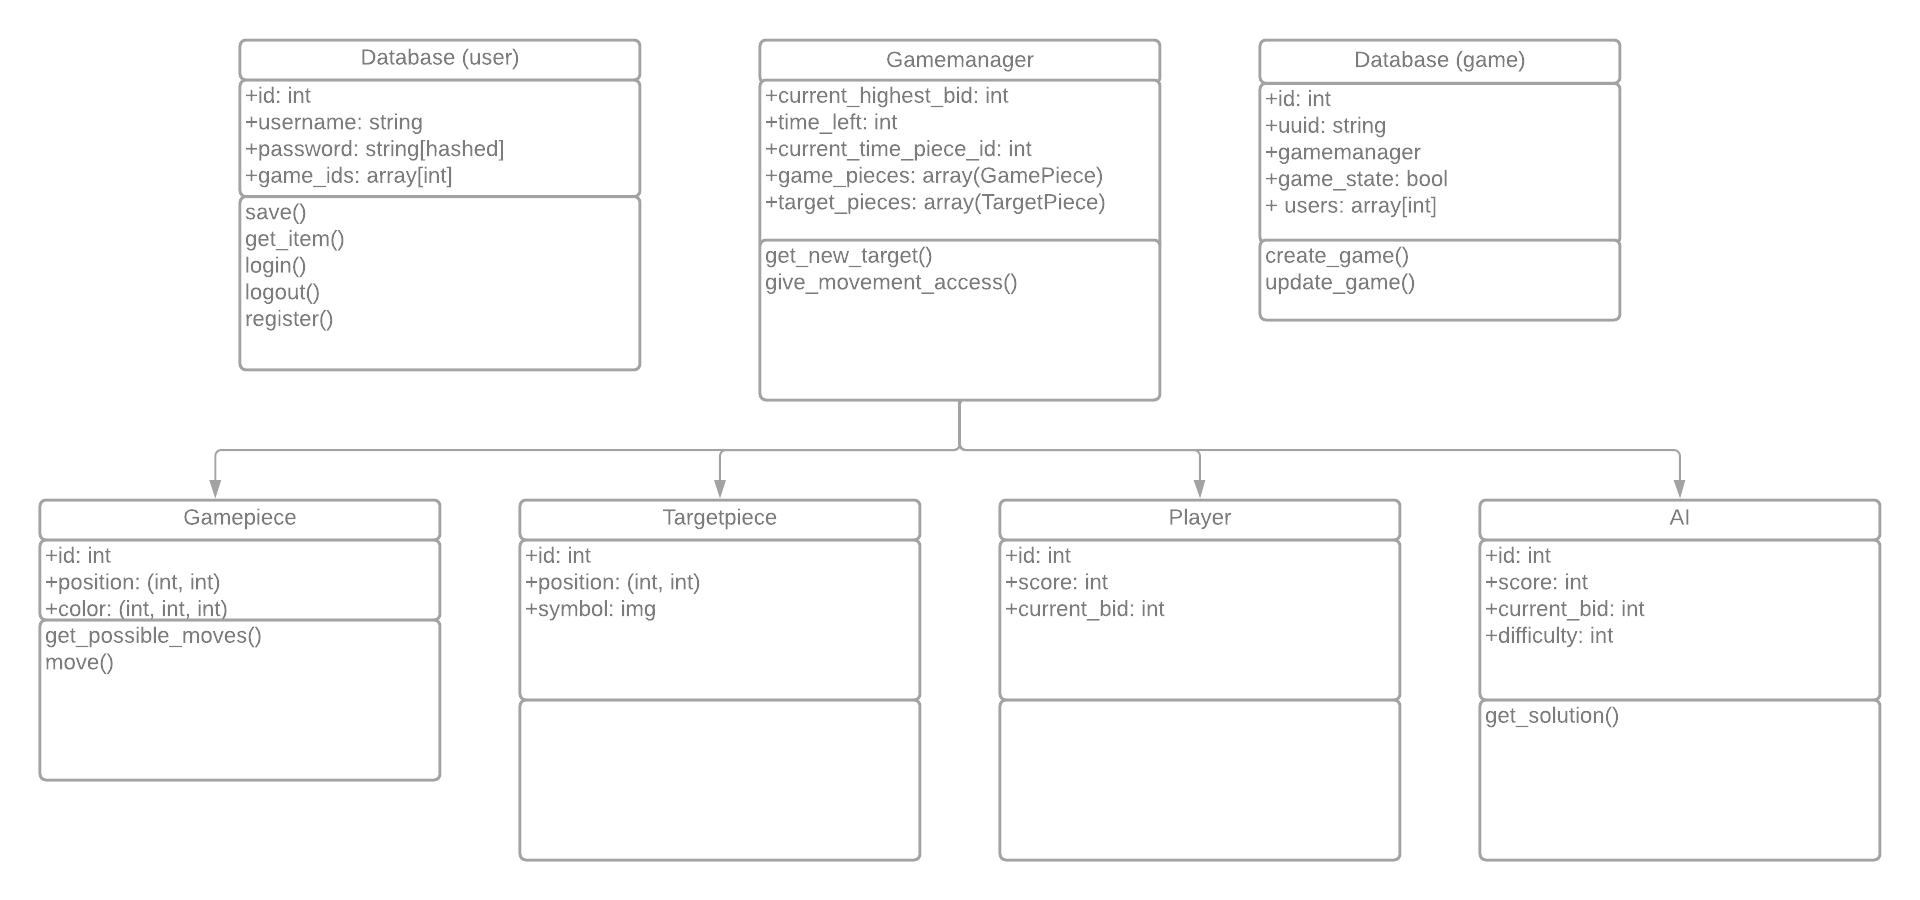 Database (user)
+id: int
+username: string
+password: string[hashed]
+game_ids: array[int]
save()
get_item()
login()
logout()
register()
Gamemanager
+current_highest_bid: int
+time_left: int
+current_time_piece_id: int
+game_pieces: array(GamePiece)
+target_pieces: array(TargetPiece)
get_new_target()
give_movement_access()
Database (game)
+id: int
+uuid: string
+gamemanager
+game_state: bool
+ users: array[int]
create_game()
update_game()
Gamepiece
+id: int
+position: (int, int)
+color: (int, int, int)
get_possible_moves()
move()
Targetpiece
+id: int
+position: (int, int)
+symbol: img
Player
+id: int
+score: int
+current_bid: int
AI
+id: int
+score: int
+current_bid: int
+difficulty: int
get_solution()